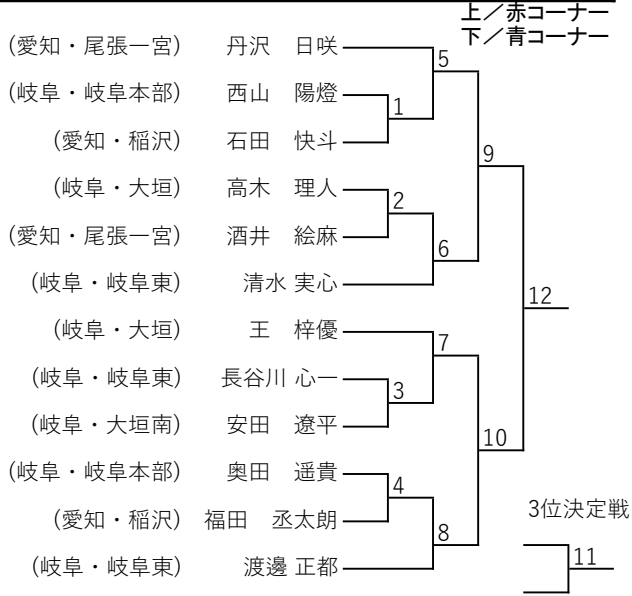 上／赤コーナー
下／青コーナー
(愛知・尾張一宮) 丹沢 日咲
(岐阜・岐阜本部) 西山 陽燈
(愛知・稲沢) 石田 快斗
(岐阜・大垣) 高木 理人
(愛知・尾張一宮) 酒井 絵麻
(岐阜・岐阜東) 清水 実心
(岐阜・大垣) 王 梓優
(岐阜・岐阜東) 長谷川 心一
(岐阜・大垣南) 安田 遼平
(岐阜・岐阜本部) 奥田 遥貴
(愛知・稲沢) 福田 丞太朗
(岐阜・岐阜東) 渡邊 正都
1
2
3
4
5
6
7
8
9
10
12
3位決定戦
11